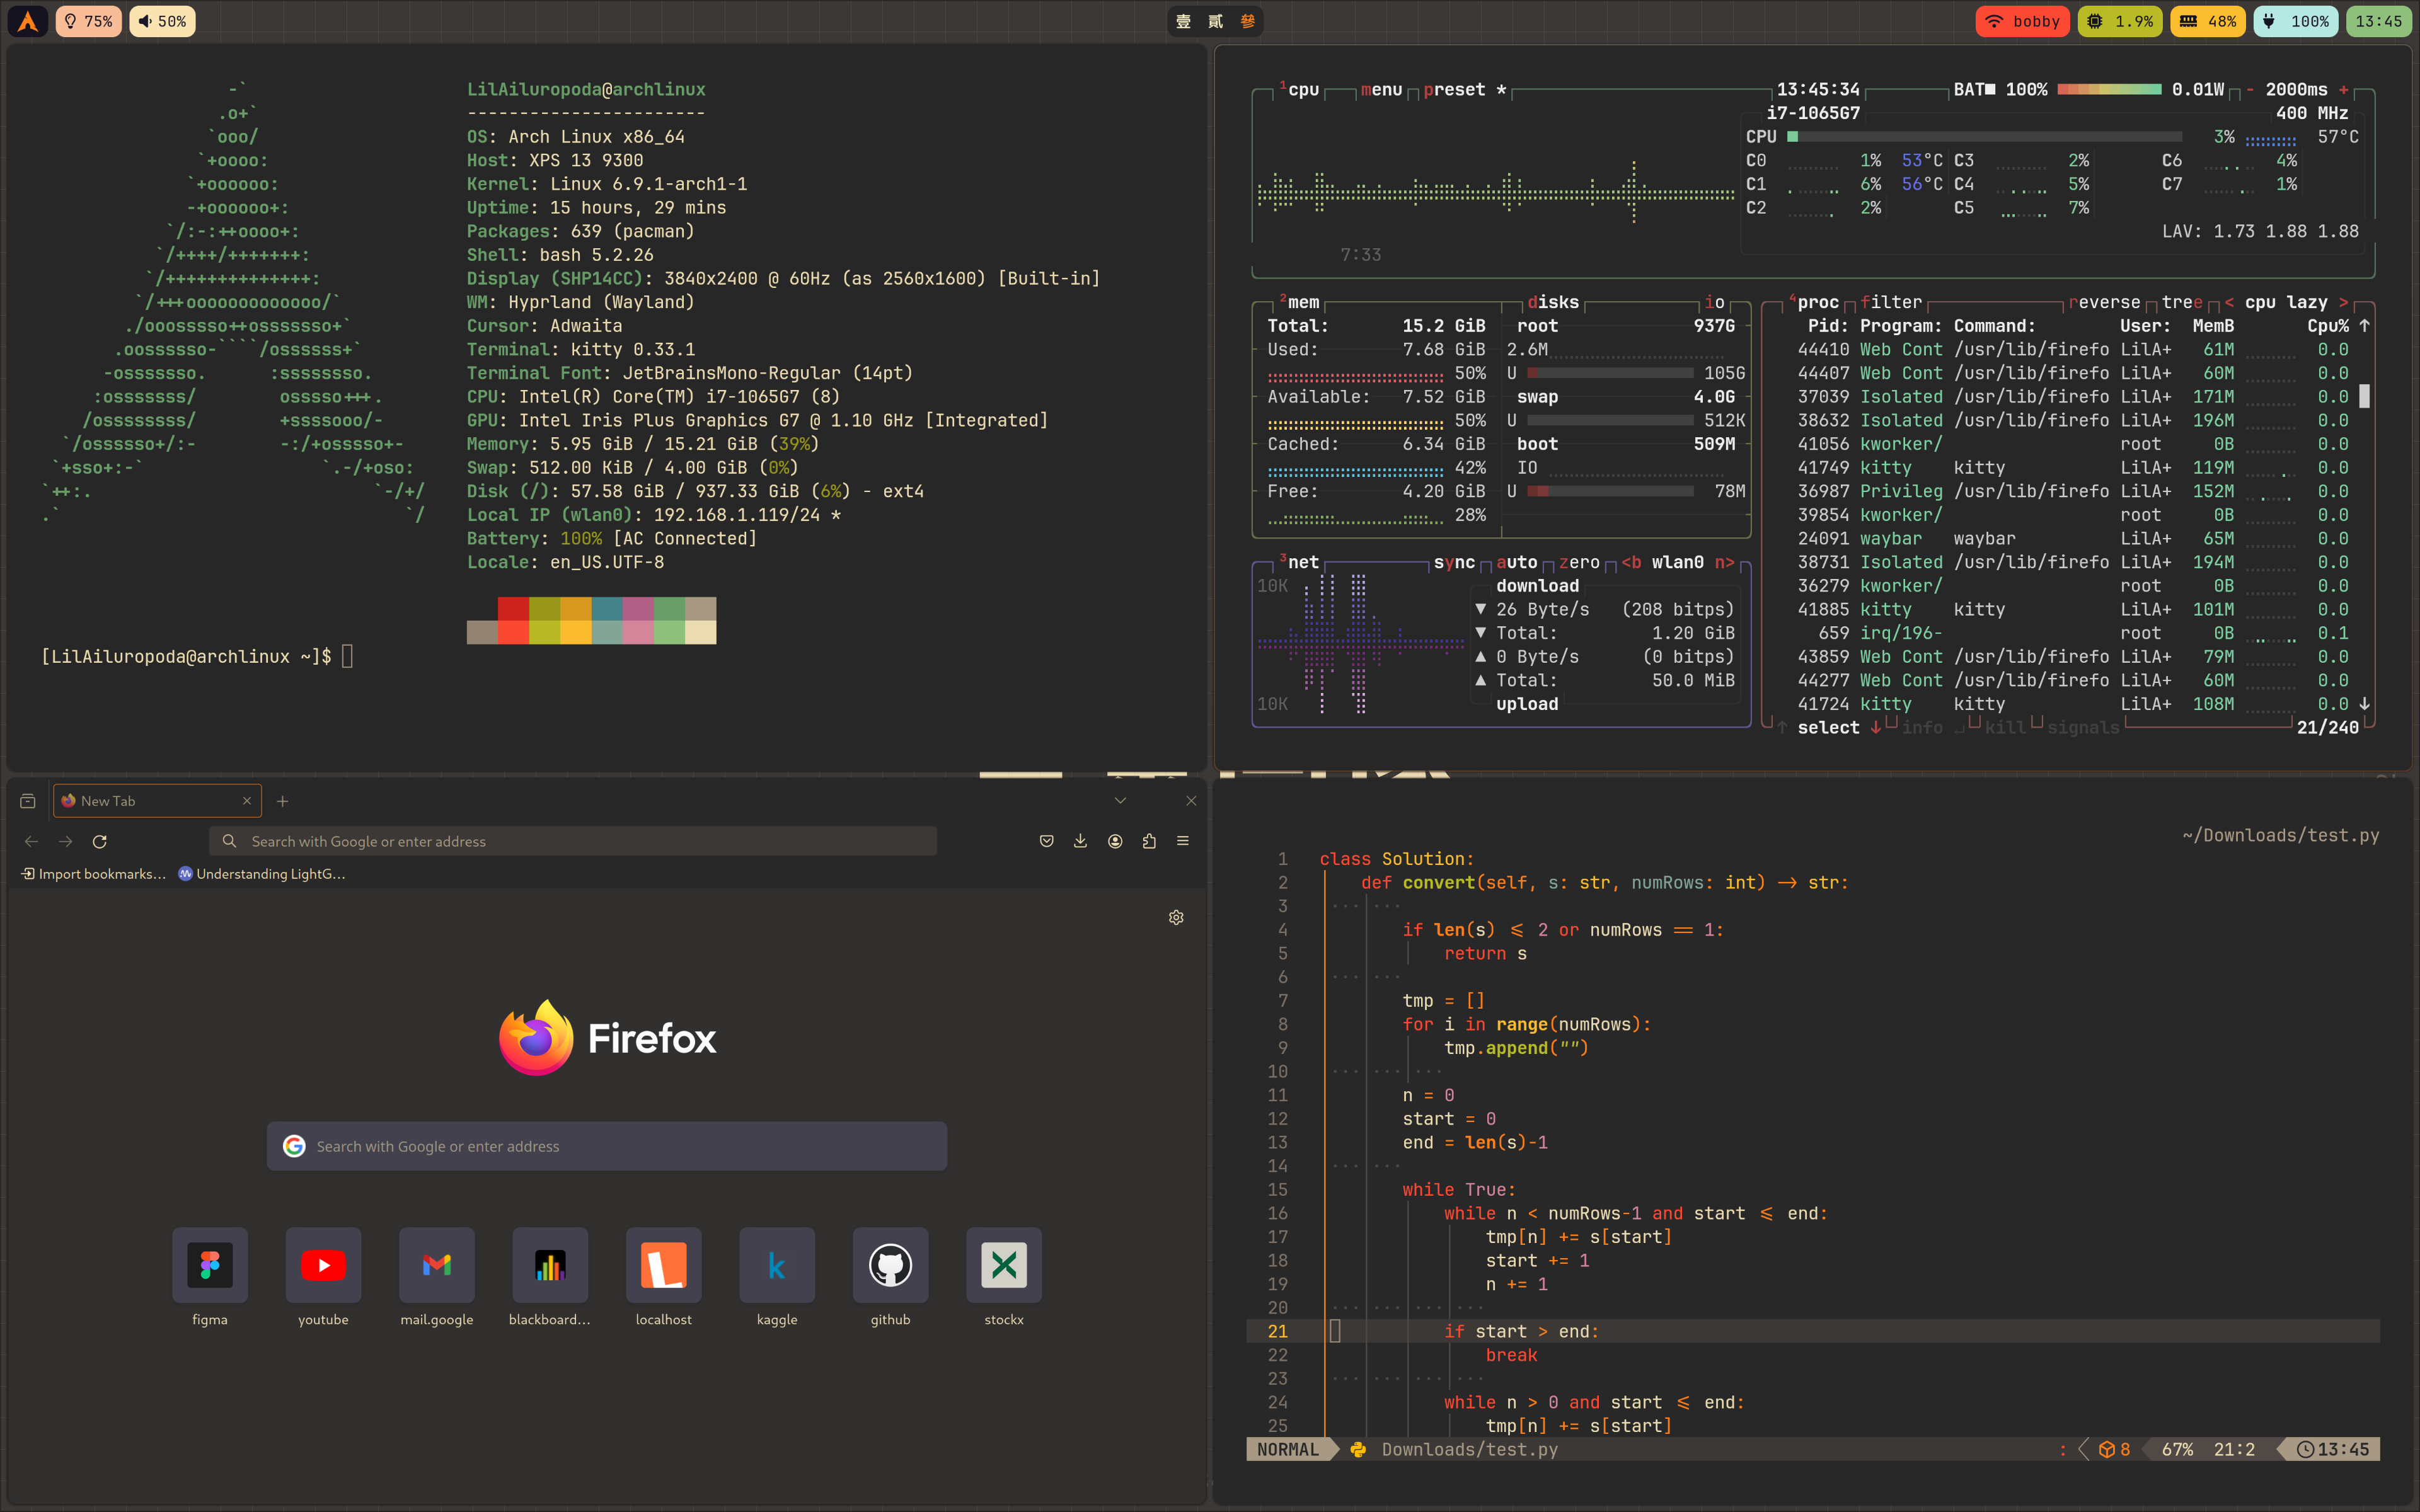 75% 50% 壹 貳 參 bobby 1.9% 48% 100% 13:45
LilAiluropoda@archlinux
-----------------------
OS: Arch Linux x86_64
Host: XPS 13 9300
Kernel: Linux 6.9.1-arch1-1
Uptime: 15 hours, 29 mins
Packages: 639 (pacman)
Shell: bash 5.2.26
Display (SHP14CC): 3840x2400 @ 60Hz (as 2560x1600) [Built-in]
WM: Hyprland (Wayland)
Cursor: Adwaita
Terminal: kitty 0.33.1
Terminal Font: JetBrainsMono-Regular (14pt)
CPU: Intel(R) Core(TM) i7-1065G7 (8)
GPU: Intel Iris Plus Graphics G7 @ 1.10 GHz [Integrated]
Memory: 5.95 GiB / 15.21 GiB (39%)
Swap: 512.00 KiB / 4.00 GiB (0%)
Disk (/): 57.58 GiB / 937.33 GiB (6%) - ext4
Local IP (wlan0): 192.168.1.119/24 *
Battery: 100% [AC Connected]
Locale: en_US.UTF-8
[LilAiluropoda@archlinux ~]$
1cpu menu preset * 13:45:34 BAT■ 100% 0.01W - 2000ms +
i7-1065G7 400 MHz
CPU 3% 57°C
C0 1% 53°C C3 2% C6 4%
C1 6% 56°C C4 5% C7 1%
C2 2% C5 7%
LAV: 1.73 1.88 1.88
7:33
2mem disks io
Total: 15.2 GiB root 937G
Used: 7.68 GiB 2.6M
50% U 105G
Available: 7.52 GiB swap 4.0G
50% U 512K
Cached: 6.34 GiB boot 509M
42% IO
Free: 4.20 GiB U 78M
28%
3net sync auto zero <b wlan0 n>
10K download
▼ 26 Byte/s (208 bitps)
▼ Total: 1.20 GiB
▲ 0 Byte/s (0 bitps)
▲ Total: 50.0 MiB
10K upload
4proc filter reverse tree < cpu lazy >
Pid: Program: Command: User: MemB Cpu% ↑
44410 Web Cont /usr/lib/firefo LilA+ 61M 0.0
44407 Web Cont /usr/lib/firefo LilA+ 60M 0.0
37039 Isolated /usr/lib/firefo LilA+ 171M 0.0
38632 Isolated /usr/lib/firefo LilA+ 196M 0.0
41056 kworker/ root 0B 0.0
41749 kitty kitty LilA+ 119M 0.0
36987 Privileg /usr/lib/firefo LilA+ 152M 0.0
39854 kworker/ root 0B 0.0
24091 waybar waybar LilA+ 65M 0.0
38731 Isolated /usr/lib/firefo LilA+ 194M 0.0
36279 kworker/ root 0B 0.0
41885 kitty kitty LilA+ 101M 0.0
659 irq/196- root 0B 0.1
43859 Web Cont /usr/lib/firefo LilA+ 79M 0.0
44277 Web Cont /usr/lib/firefo LilA+ 60M 0.0
41724 kitty kitty LilA+ 108M 0.0 ↓
↑ select ↓ info ↵ kill signals 21/240
New Tab
Search with Google or enter address
Import bookmarks... Understanding LightG...
Firefox
Search with Google or enter address
figma youtube mail.google blackboard... localhost kaggle github stockx
~/Downloads/test.py
1 class Solution:
2 def convert(self, s: str, numRows: int) -> str:
3
4 if len(s) <= 2 or numRows == 1:
5 return s
6
7 tmp = []
8 for i in range(numRows):
9 tmp.append("")
10
11 n = 0
12 start = 0
13 end = len(s)-1
14
15 while True:
16 while n < numRows-1 and start <= end:
17 tmp[n] += s[start]
18 start += 1
19 n += 1
20
21 if start > end:
22 break
23
24 while n > 0 and start <= end:
25 tmp[n] += s[start]
NORMAL Downloads/test.py : 8 67% 21:2 13:45